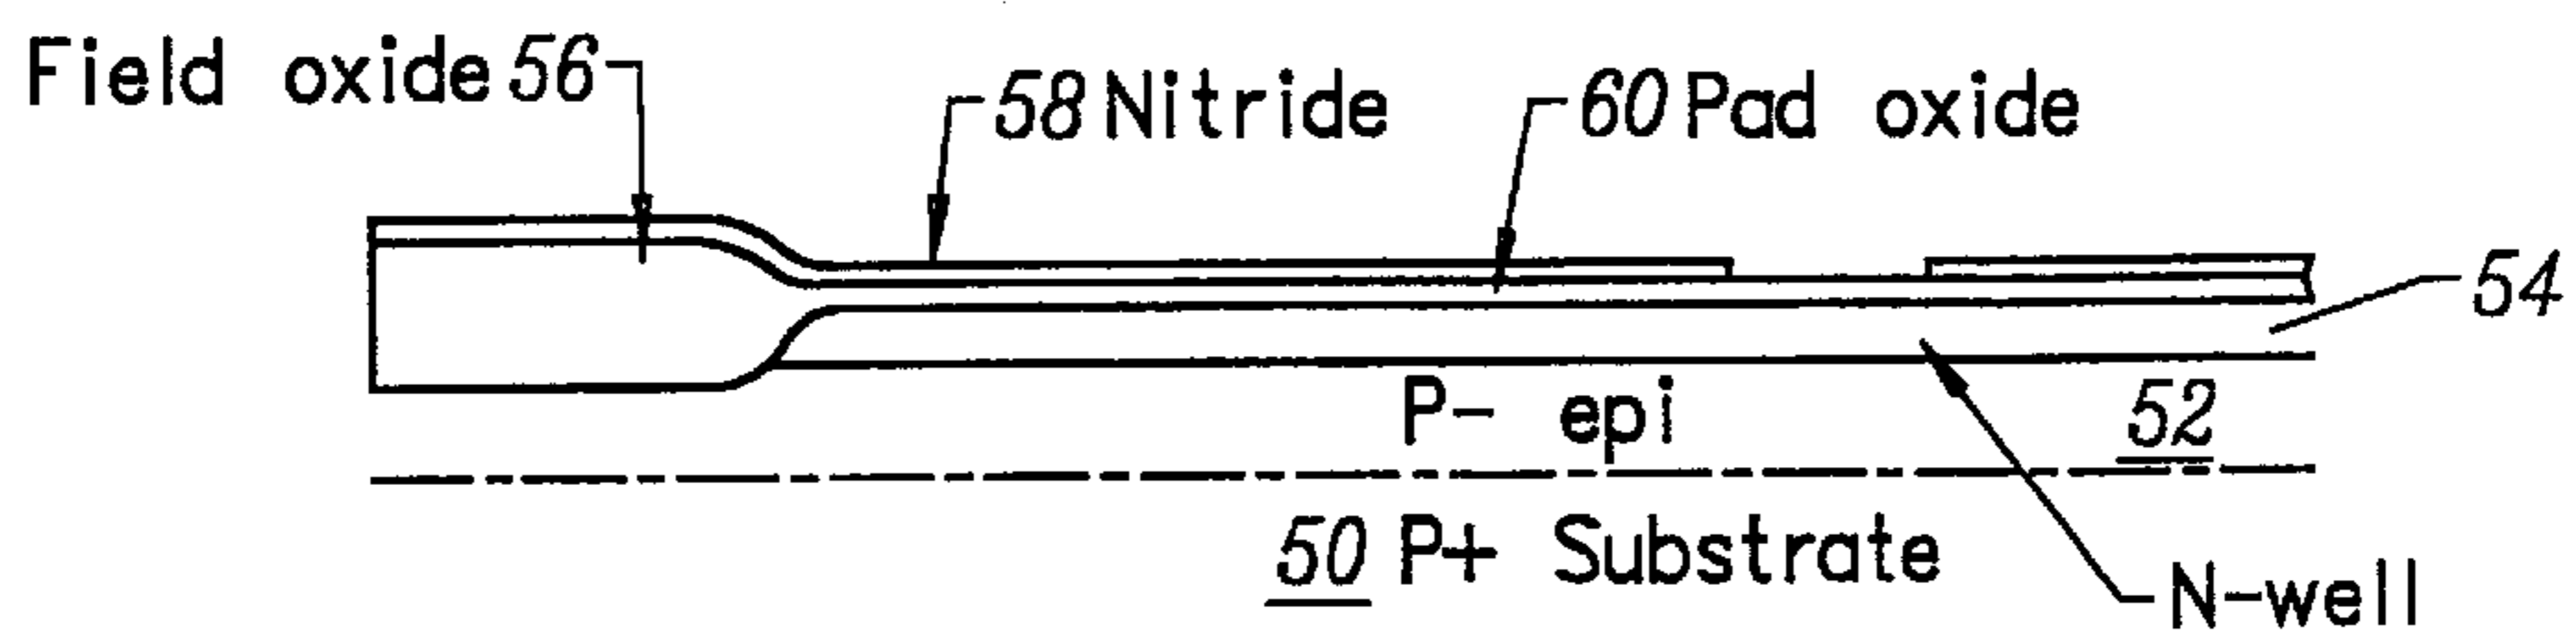 Field oxide 56
58 Nitride
60 Pad oxide
54
P- epi
52
50 P+ Substrate
N-well